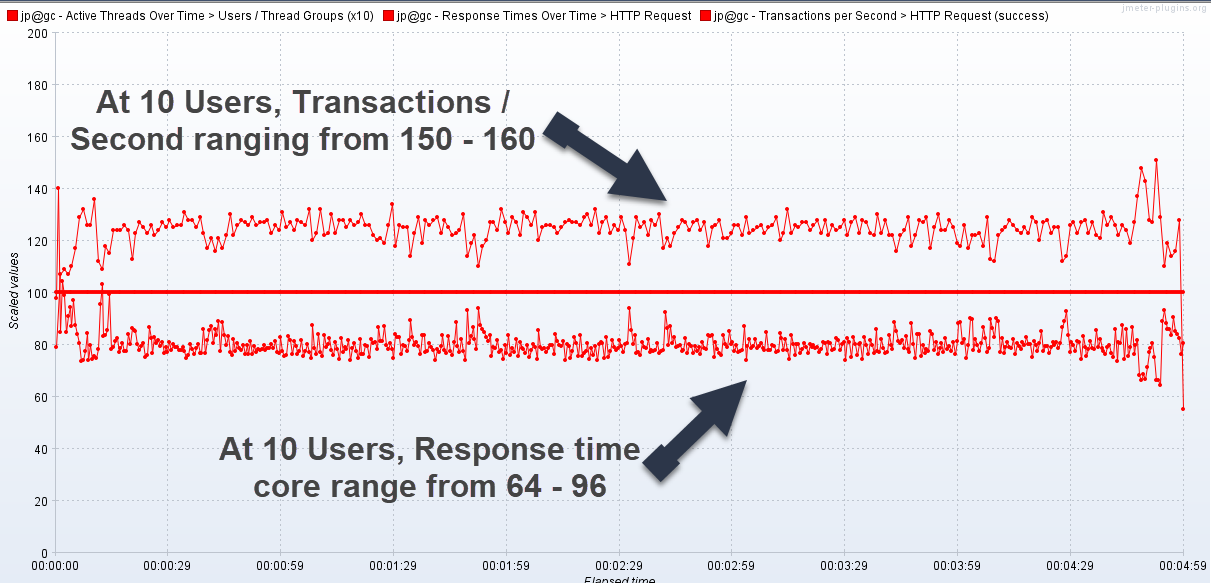 jmeter-plugins.org
jp@gc - Active Threads Over Time > Users / Thread Groups (x10) jp@gc - Response Times Over Time > HTTP Request jp@gc - Transactions per Second > HTTP Request (success)
200
180
160
140
120
100
80
60
40
20
0
Scaled values
At 10 Users, Transactions /
Second ranging from 150 - 160
At 10 Users, Response time
core range from 64 - 96
00:00:00 00:00:29 00:00:59 00:01:29 00:01:59 00:02:29 00:02:59 00:03:29 00:03:59 00:04:29 00:04:59
Elapsed time